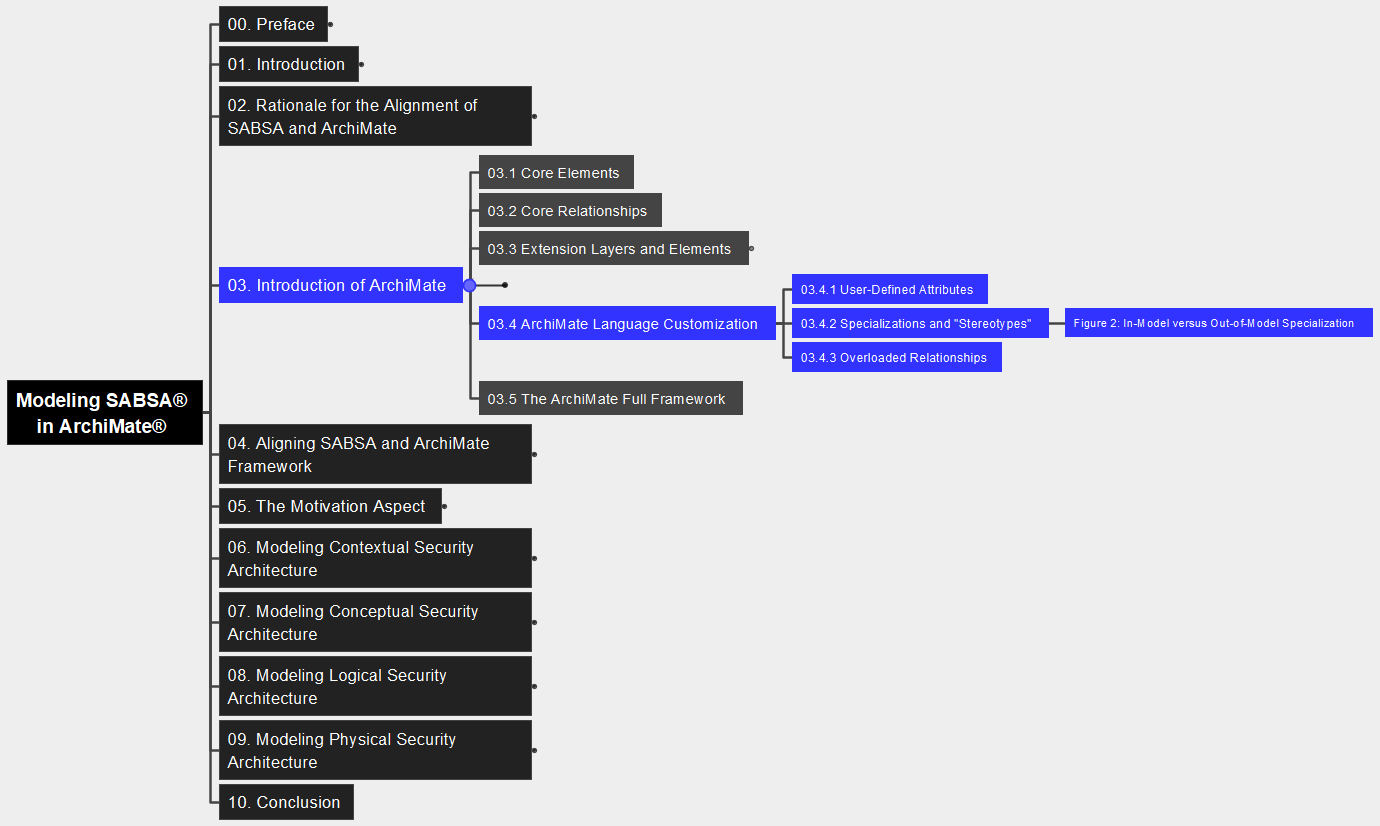 Modeling SABSA®
in ArchiMate®
00. Preface
01. Introduction
02. Rationale for the Alignment of
SABSA and ArchiMate
03. Introduction of ArchiMate
03.1 Core Elements
03.2 Core Relationships
03.3 Extension Layers and Elements
03.4 ArchiMate Language Customization
03.4.1 User-Defined Attributes
03.4.2 Specializations and "Stereotypes"
Figure 2: In-Model versus Out-of-Model Specialization
03.4.3 Overloaded Relationships
03.5 The ArchiMate Full Framework
04. Aligning SABSA and ArchiMate
Framework
05. The Motivation Aspect
06. Modeling Contextual Security
Architecture
07. Modeling Conceptual Security
Architecture
08. Modeling Logical Security
Architecture
09. Modeling Physical Security
Architecture
10. Conclusion